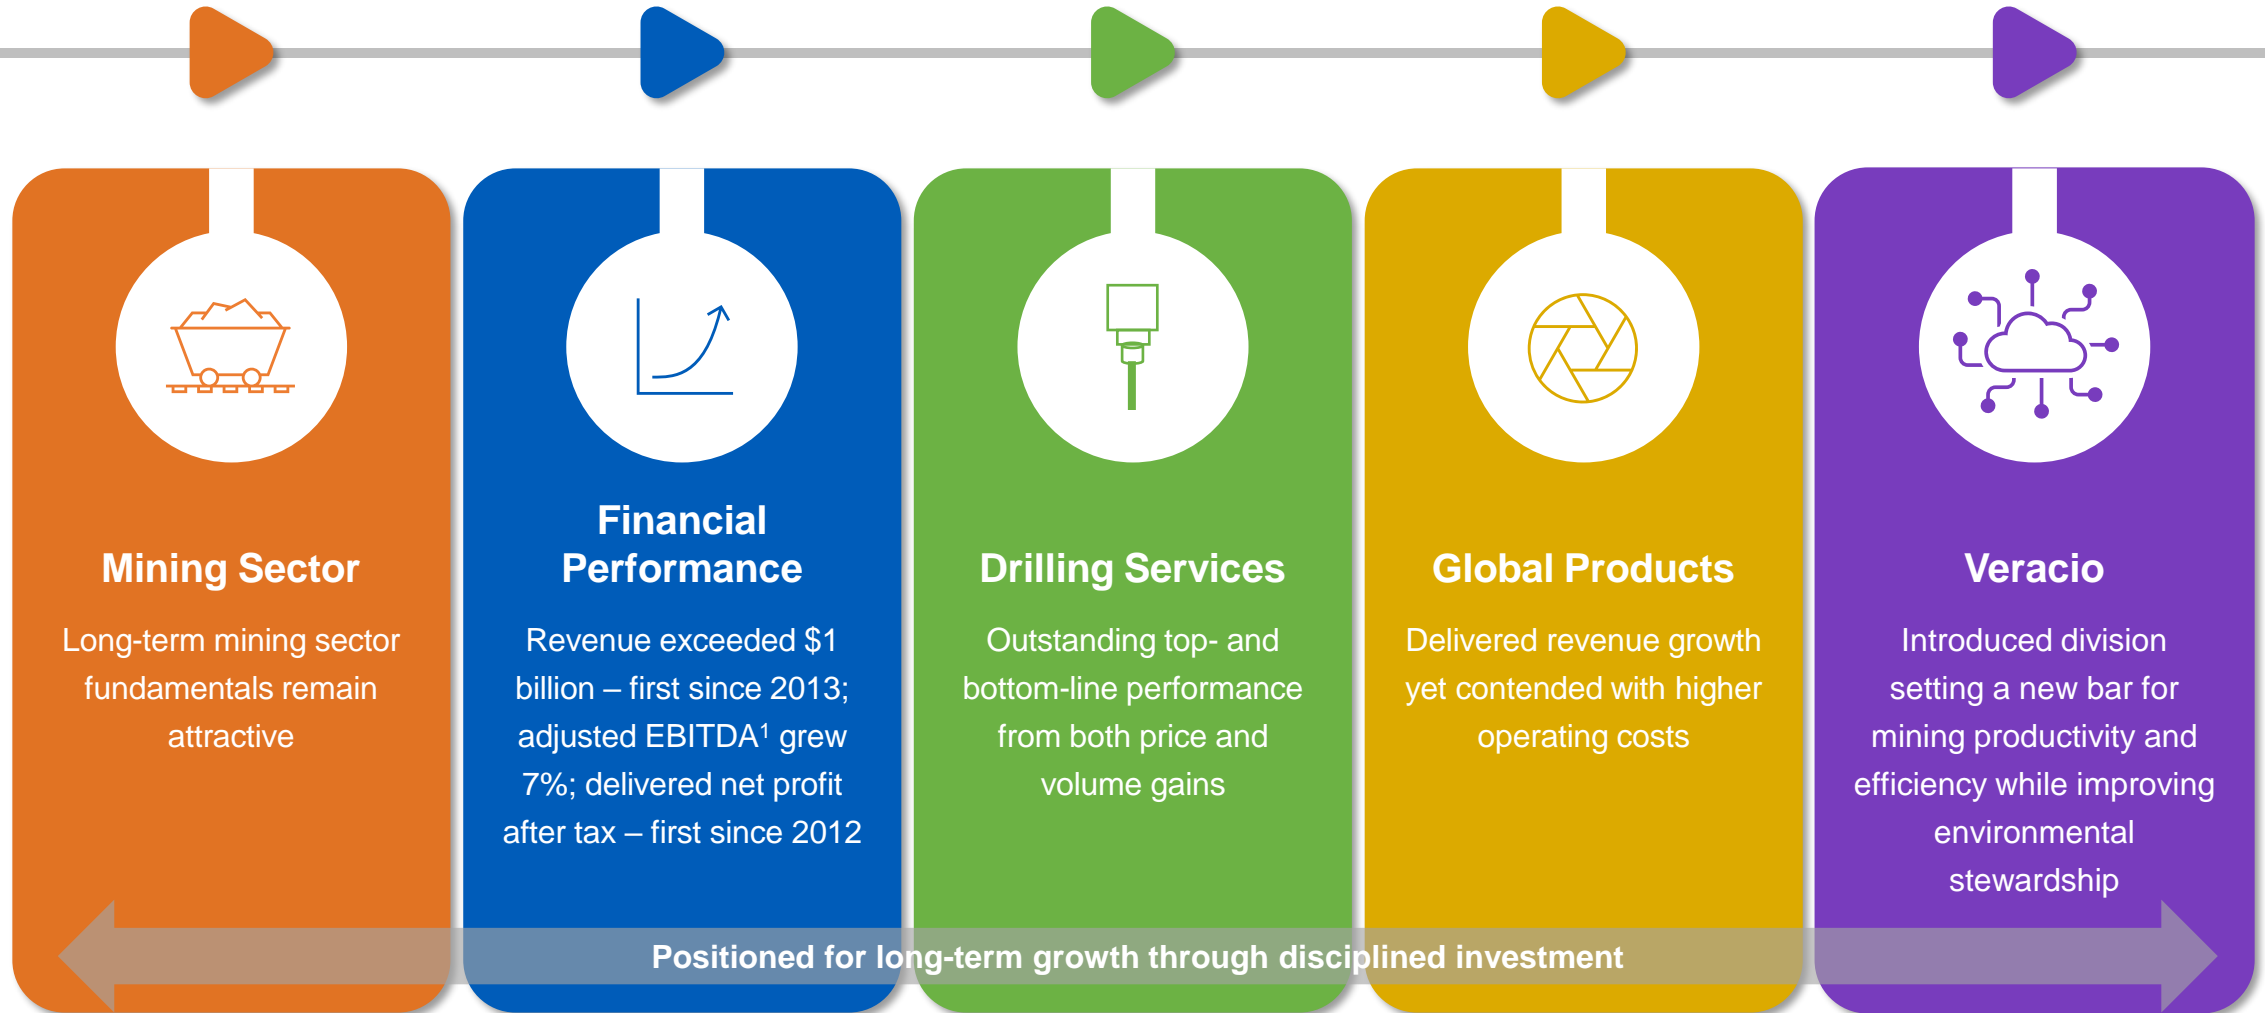 Mining Sector
Long-term mining sector
fundamentals remain
attractive
Financial
Performance
Revenue exceeded $1
billion – first since 2013;
adjusted EBITDA¹ grew
7%; delivered net profit
after tax – first since 2012
Drilling Services
Outstanding top- and
bottom-line performance
from both price and
volume gains
Global Products
Delivered revenue growth
yet contended with higher
operating costs
Veracio
Introduced division
setting a new bar for
mining productivity and
efficiency while improving
environmental
stewardship
Positioned for long-term growth through disciplined investment